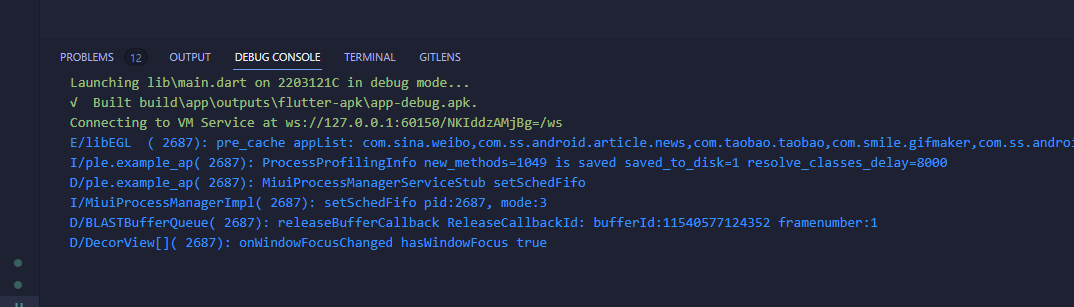 PROBLEMS 12 OUTPUT DEBUG CONSOLE TERMINAL GITLENS
Launching lib\main.dart on 2203121C in debug mode...
√  Built build\app\outputs\flutter-apk\app-debug.apk.
Connecting to VM Service at ws://127.0.0.1:60150/NKIddzAMjBg=/ws
E/libEGL  ( 2687): pre_cache appList: com.sina.weibo,com.ss.android.article.news,com.taobao.taobao,com.smile.gifmaker,com.ss.androi
I/ple.example_ap( 2687): ProcessProfilingInfo new_methods=1049 is saved saved_to_disk=1 resolve_classes_delay=8000
D/ple.example_ap( 2687): MiuiProcessManagerServiceStub setSchedFifo
I/MiuiProcessManagerImpl( 2687): setSchedFifo pid:2687, mode:3
D/BLASTBufferQueue( 2687): releaseBufferCallback ReleaseCallbackId: bufferId:11540577124352 framenumber:1
D/DecorView[]( 2687): onWindowFocusChanged hasWindowFocus true